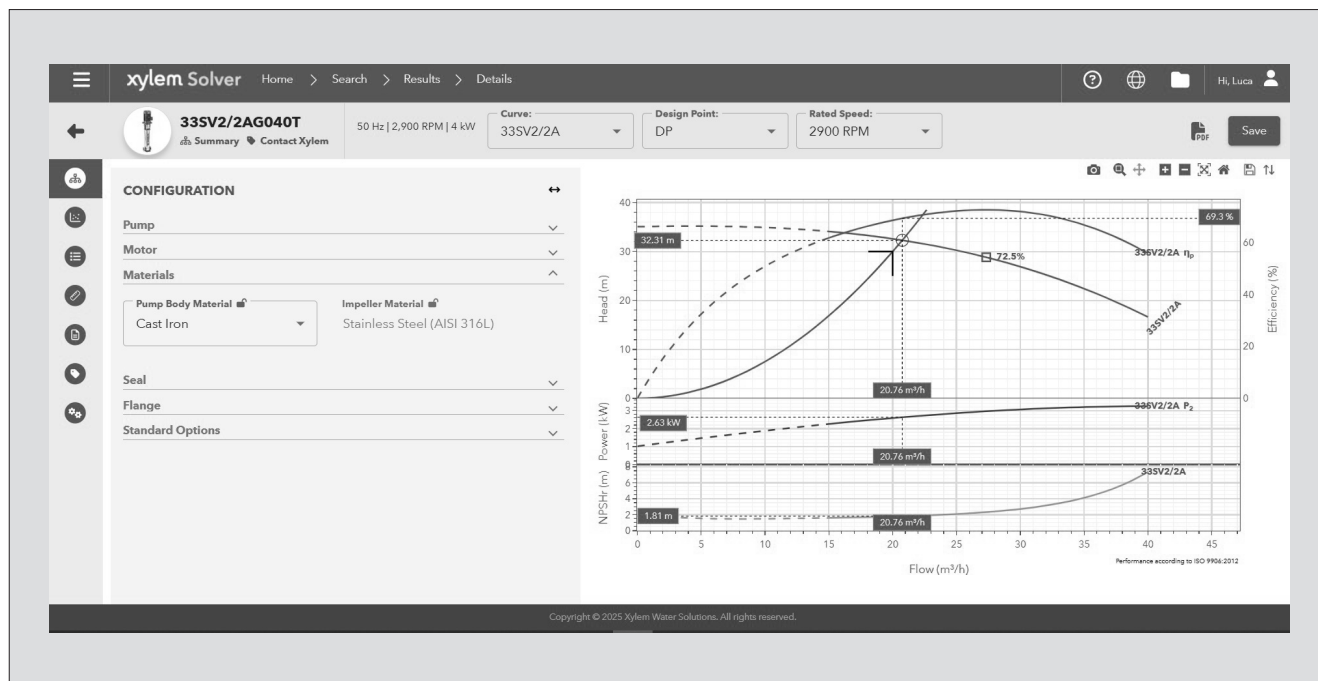 xylem Solver Home > Search > Results > Details
Hi, Luca
33SV2/2AG040T
Summary Contact Xylem
50 Hz | 2,900 RPM | 4 kW
Curve:
33SV2/2A
Design Point:
DP
Rated Speed:
2900 RPM
PDF
Save
CONFIGURATION
Pump
Motor
Materials
Pump Body Material
Cast Iron
Impeller Material
Stainless Steel (AISI 316L)
Seal
Flange
Standard Options
Head (m)
40
30
20
10
0
32.31 m
69.3 %
72.5%
33SV2/2A ηp
33SV2/2A
20.76 m³/h
Efficiency (%)
60
40
20
0
Power (kW)
3
2
1
0
2.63 kW
33SV2/2A P2
20.76 m³/h
NPSHr (m)
8
6
4
2
0
1.81 m
33SV2/2A
20.76 m³/h
0 5 10 15 20 25 30 35 40 45
Flow (m³/h)
Performance according to ISO 9906:2012
Copyright © 2025 Xylem Water Solutions. All rights reserved.